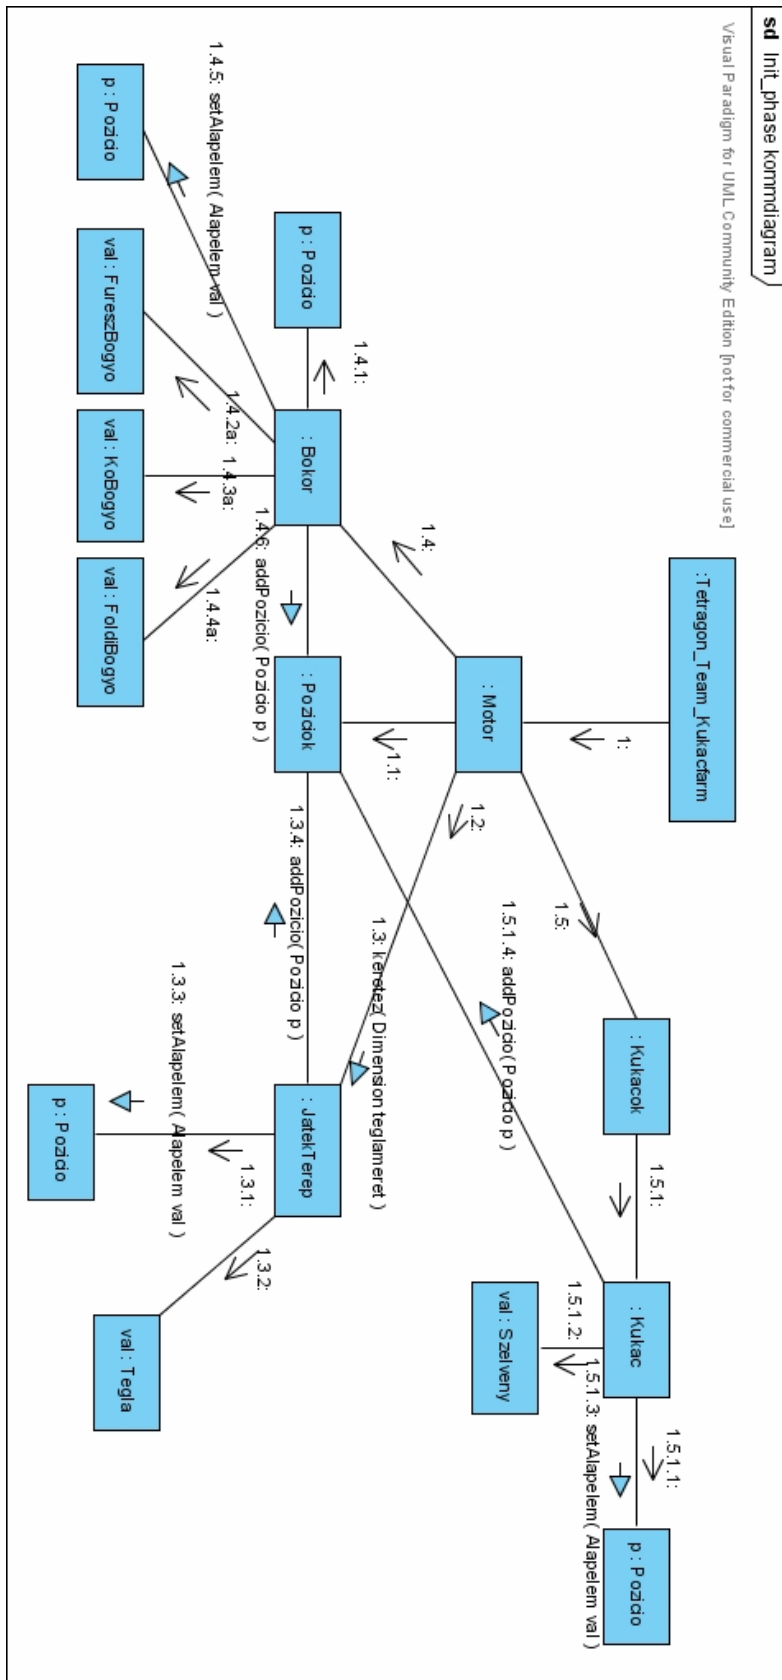 sd Init_phase kommdiagram
Visual Paradigm for UML Community Edition [not for commercial use]
:Tetragon_Team_Kukacfarm
1:
: Motor
1.4:
1.1:
1.2:
1.5:
: Kukacok
1.5.1:
: Kukac
1.5.1.1:
p : Pozicio
1.5.1.2:
val : Szelveny
1.5.1.3: setAlapelem( Alapelem val )
1.5.1.4: addPozicio( Pozicio p )
1.3: keretez( Dimension teglameret )
p : Pozicio
1.4.1:
: Bokor
1.4.6: addPozicio( Pozicio p )
: Poziciok
1.3.4: addPozicio( Pozicio p )
: JatekTerep
1.4.5: setAlapelem( Alapelem val )
1.4.2a:
1.4.3a:
1.4.4a:
1.3.3: setAlapelem( Alapelem val )
1.3.1:
1.3.2:
p : Pozicio
val : FureszBogyo
val : KoBogyo
val : FoldiBogyo
p : Pozicio
val : Tegla